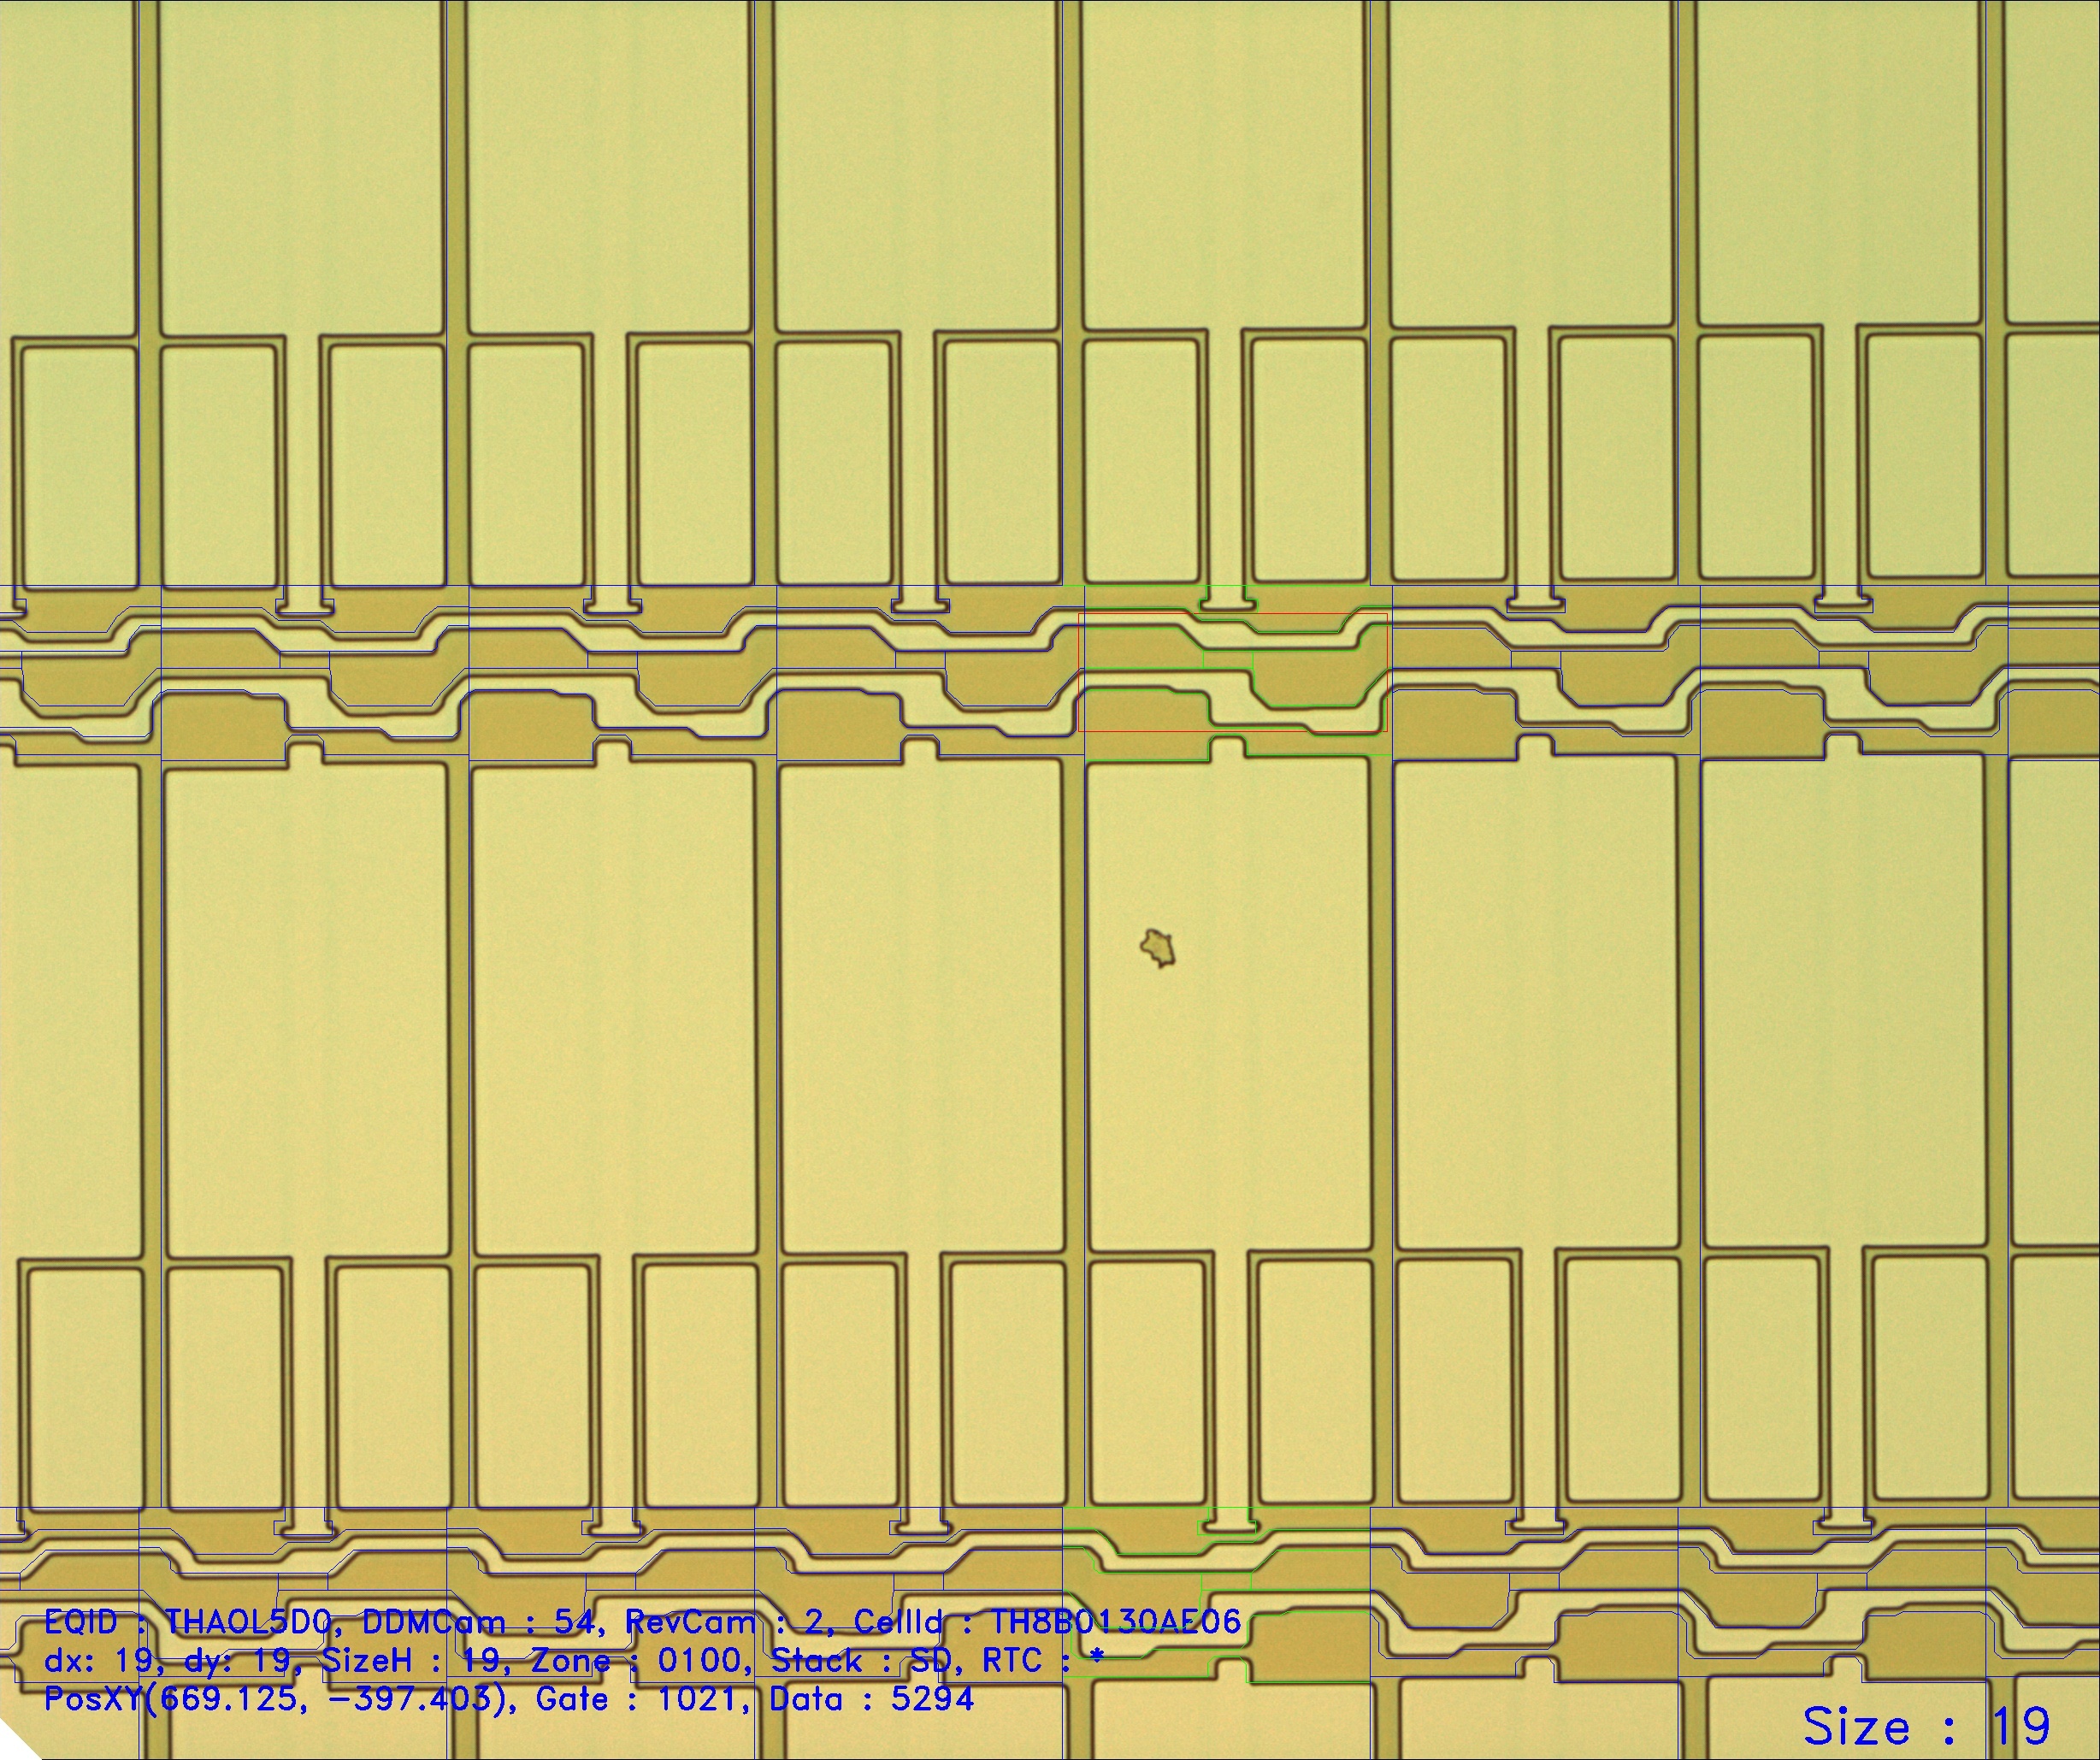 EQID : THAOL5D0, DDMCam : 54, RevCam : 2, CellId : TH8B0130AE06
dx: 19, dy: 19, SizeH : 19, Zone : 0100, Stack : SD, RTC : *
PosXY(669.125, -397.403), Gate : 1021, Data : 5294
Size : 19